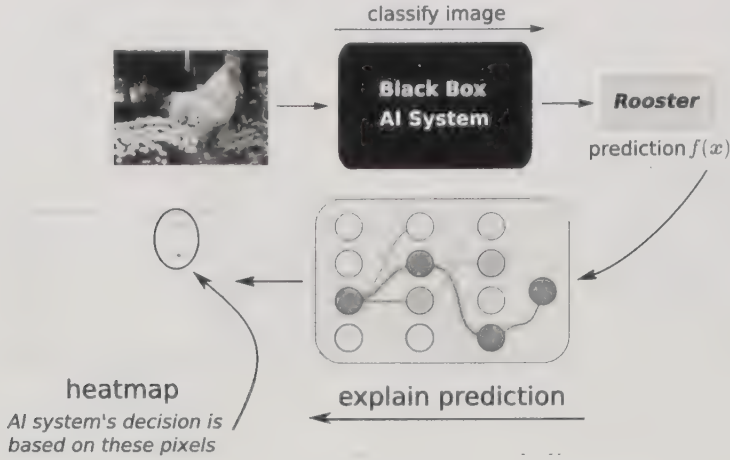 classify image
Black Box
AI System
Rooster
prediction f(x)
heatmap
AI system's decision is
based on these pixels
explain prediction